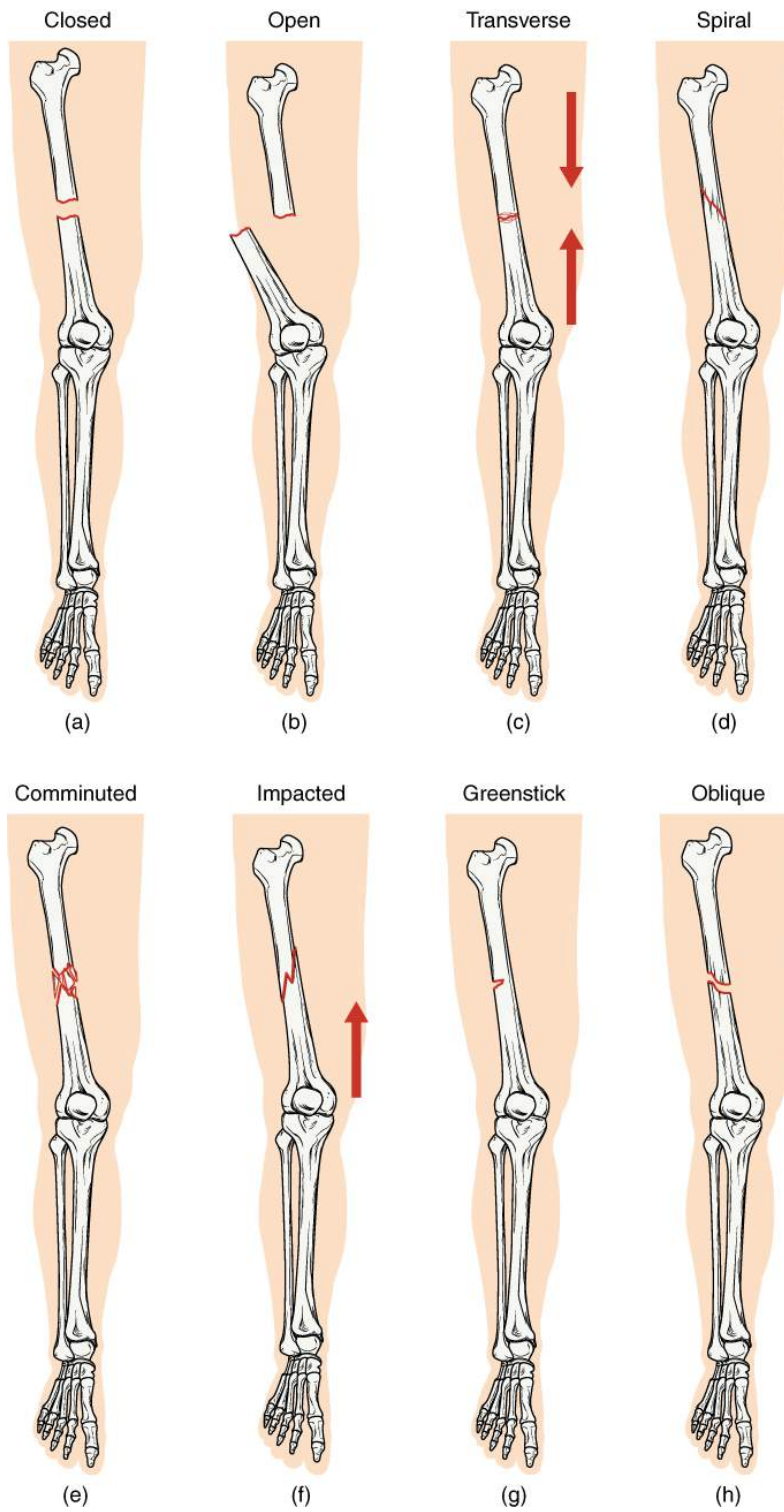 Closed
Open
Transverse
Spiral
(a)
(b)
(c)
(d)
Comminuted
Impacted
Greenstick
Oblique
(e)
(f)
(g)
(h)